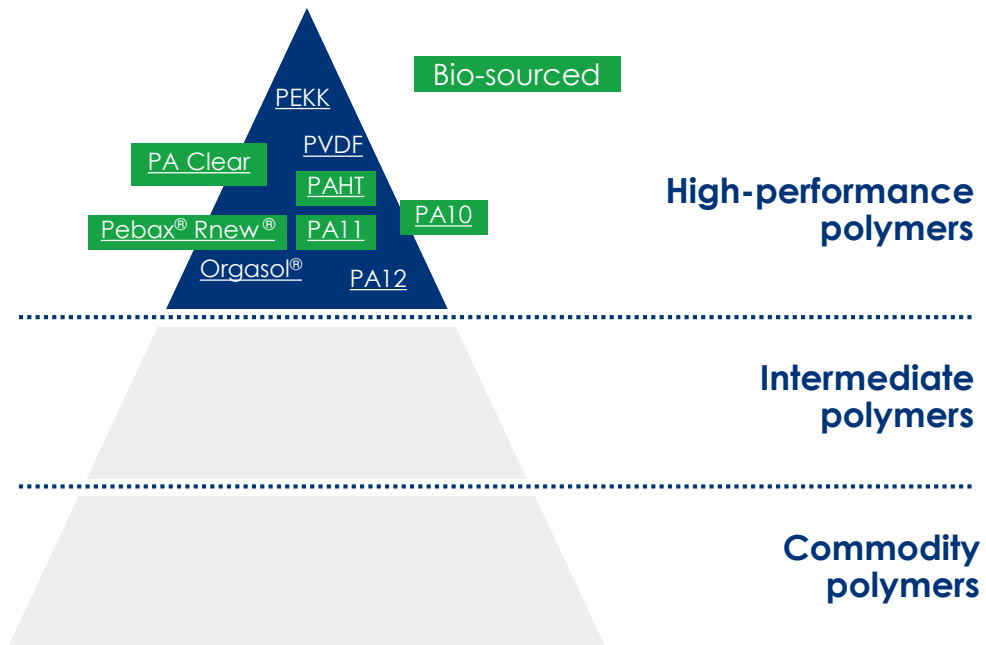 Bio-sourced
PEKK
PVDF
PA Clear
PAHT
PA10
Pebax® Rnew®
PA11
Orgasol®
PA12
High-performance
polymers
Intermediate
polymers
Commodity
polymers